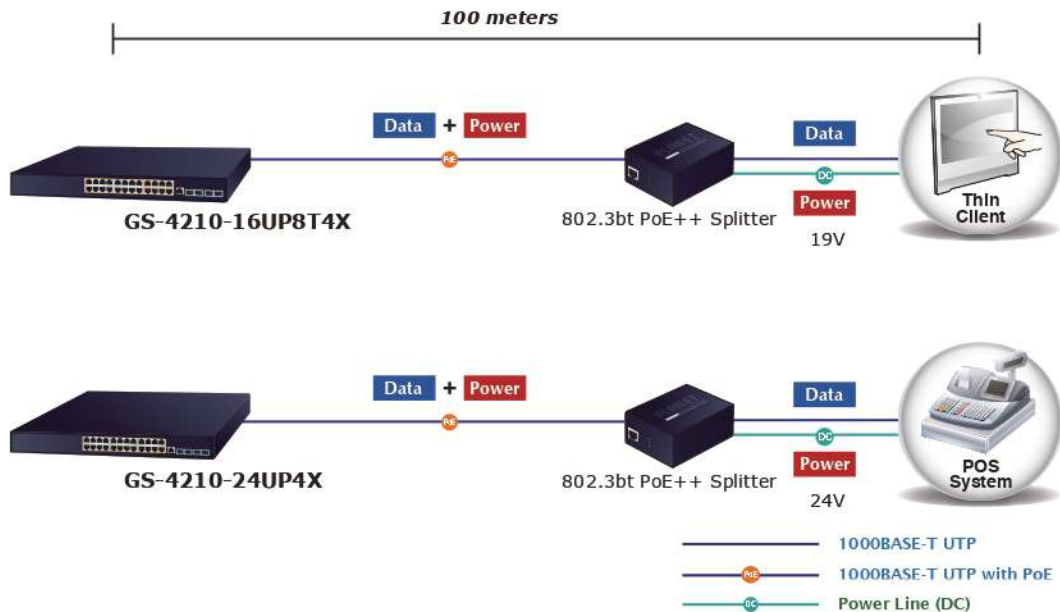 100 meters
Data + Power
Data
PoE
DC
GS-4210-16UP8T4X
802.3bt PoE++ Splitter
Power
19V
Thin
Client
Data + Power
Data
PoE
DC
GS-4210-24UP4X
802.3bt PoE++ Splitter
Power
24V
POS
System
1000BASE-T UTP
PoE
1000BASE-T UTP with PoE
DC
Power Line (DC)